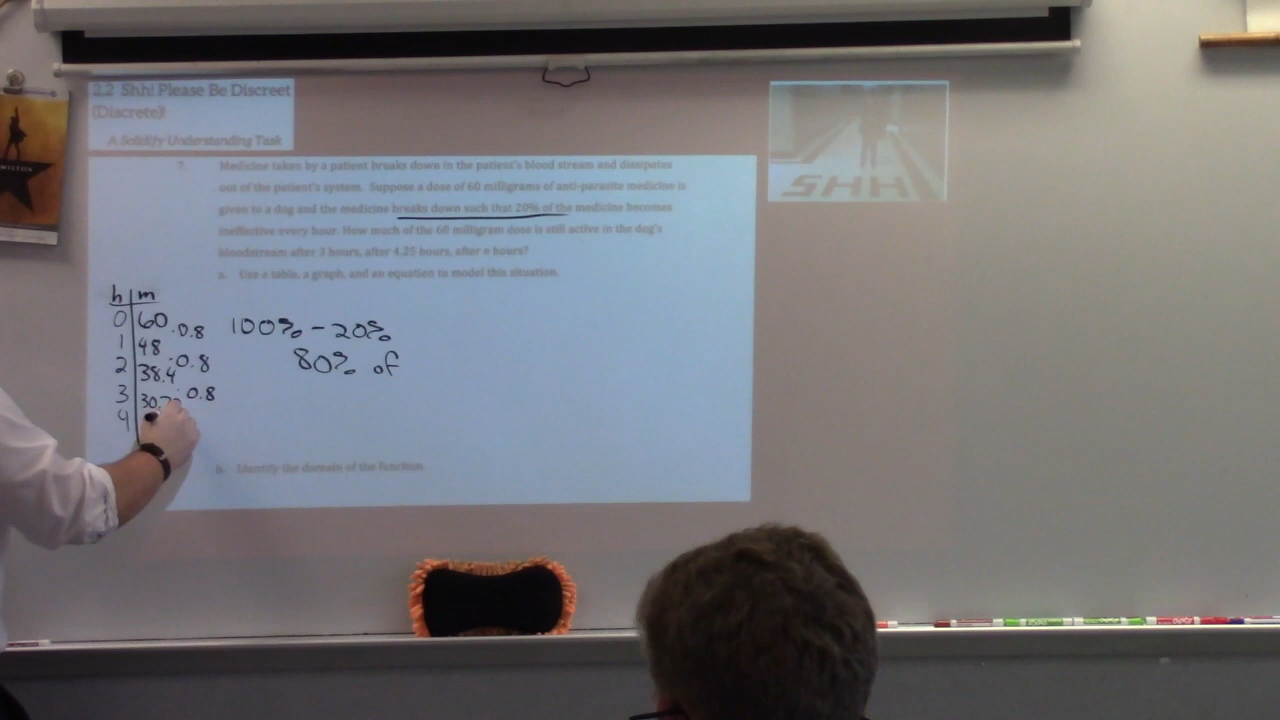 2.2 Shh! Please Be Discreet
(Discrete)!
A Solidify Understanding Task
SHH
7. Medicine taken by a patient breaks down in the patient's blood stream and dissipates
out of the patient's system. Suppose a dose of 60 milligrams of anti-parasite medicine is
given to a dog and the medicine breaks down such that 20% of the medicine becomes
ineffective every hour. How much of the 60 milligram dose is still active in the dog's
bloodstream after 3 hours, after 4.25 hours, after n hours?
a. Use a table, a graph, and an equation to model this situation.
h m
0 60
·0.8
1 48
·0.8
2 38.4
·0.8
3 30.7
4
100% - 20%
80% of
b. Identify the domain of the function.